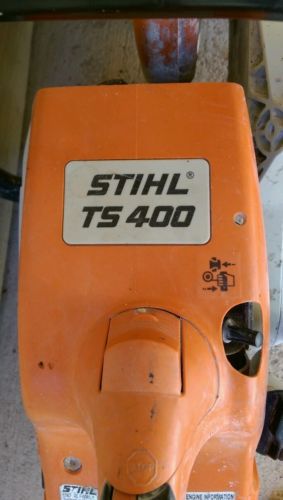 STIHL®
TS 400
STIHL
ENGINE INFORMATION